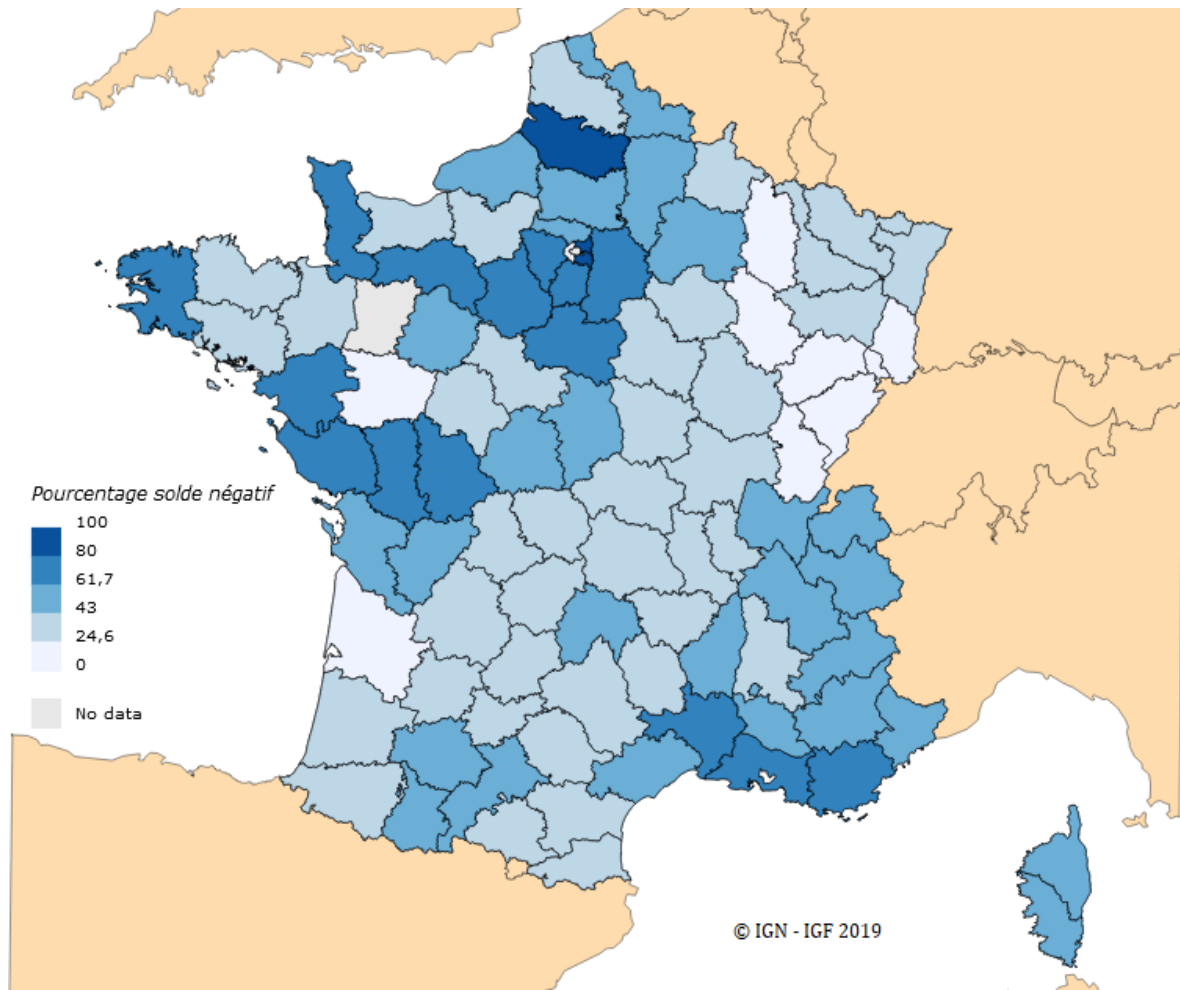 Pourcentage solde négatif
100
80
61,7
43
24,6
0
No data
© IGN - IGF 2019